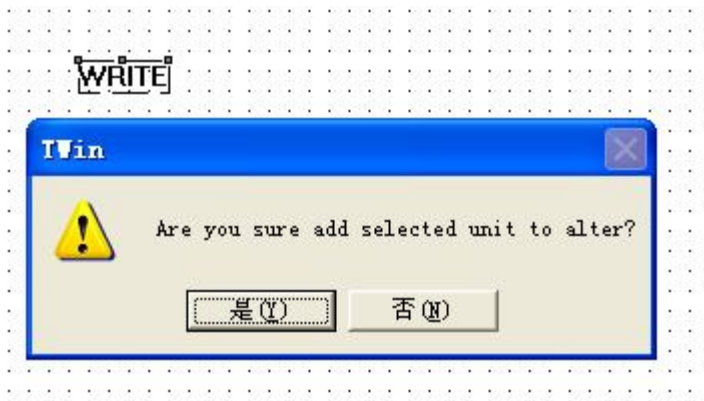 WRITE
TWin
Are you sure add selected unit to alter?
是(Y) 否(N)